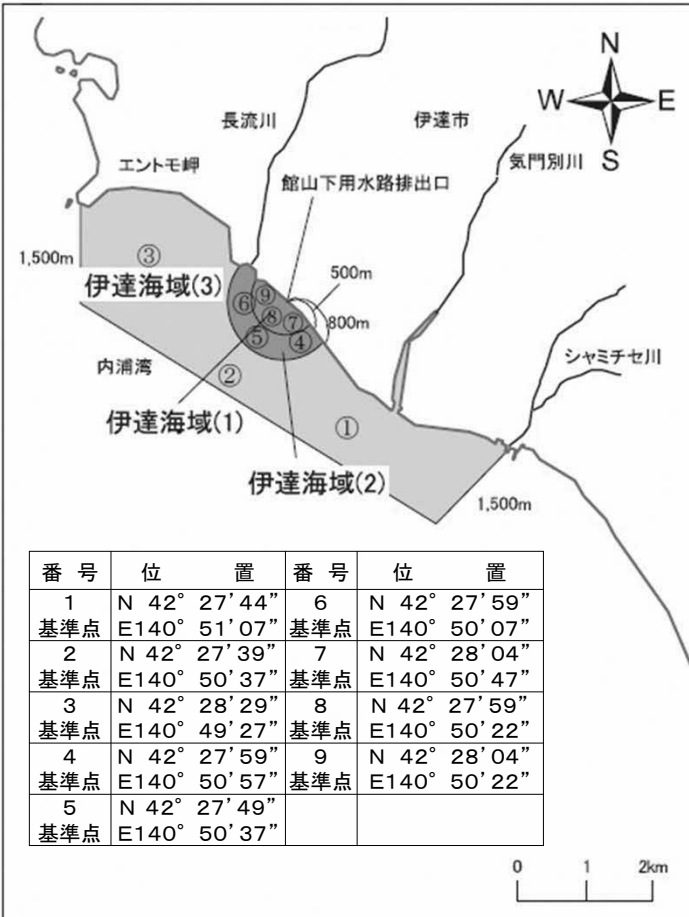 N
W E
S
長流川
伊達市
エントモ岬
館山下用水路排出口
気門別川
1,500m
500m
800m
③
伊達海域(3)
⑥
⑨
⑧
⑦
⑤
④
シャミチセ川
内浦湾
②
伊達海域(1)
①
伊達海域(2)
1,500m
番 号 位 置 番 号 位 置
1 N 42° 27’44” 6 N 42° 27’59”
基準点 E140° 51’07” 基準点 E140° 50’07”
2 N 42° 27’39” 7 N 42° 28’04”
基準点 E140° 50’37” 基準点 E140° 50’47”
3 N 42° 28’29” 8 N 42° 27’59”
基準点 E140° 49’27” 基準点 E140° 50’22”
4 N 42° 27’59” 9 N 42° 28’04”
基準点 E140° 50’57” 基準点 E140° 50’22”
5 N 42° 27’49”
基準点 E140° 50’37”
0 1 2km